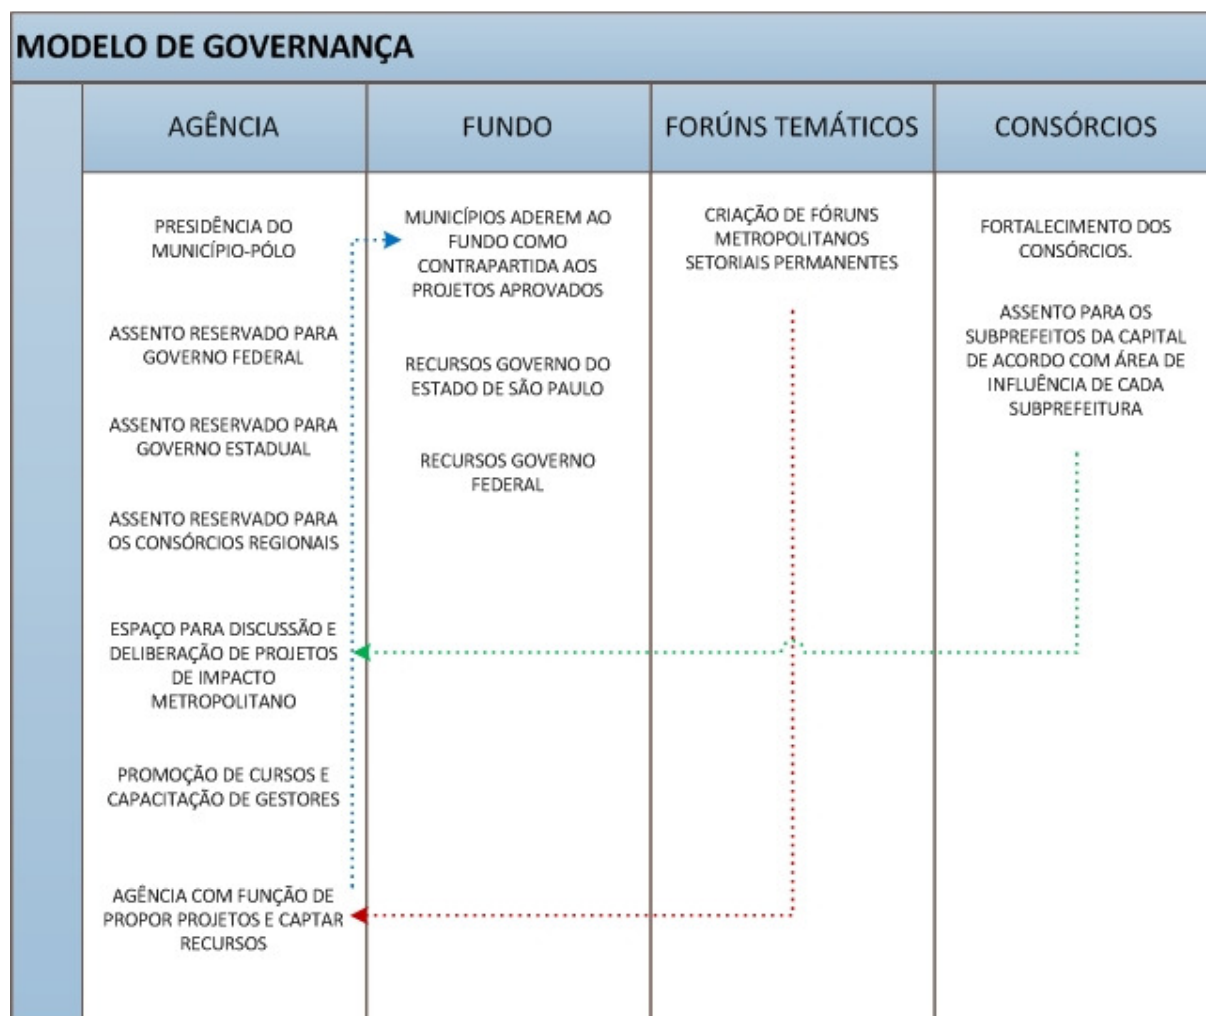 MODELO DE GOVERNANÇA
AGÊNCIA
FUNDO
FORÚNS TEMÁTICOS
CONSÓRCIOS
PRESIDÊNCIA DO
MUNICÍPIO-PÓLO
ASSENTO RESERVADO PARA
GOVERNO FEDERAL
ASSENTO RESERVADO PARA
GOVERNO ESTADUAL
ASSENTO RESERVADO PARA
OS CONSÓRCIOS REGIONAIS
ESPAÇO PARA DISCUSSÃO E
DELIBERAÇÃO DE PROJETOS
DE IMPACTO
METROPOLITANO
PROMOÇÃO DE CURSOS E
CAPACITAÇÃO DE GESTORES
AGÊNCIA COM FUNÇÃO DE
PROPOR PROJETOS E CAPTAR
RECURSOS
MUNICÍPIOS ADEREM AO
FUNDO COMO
CONTRAPARTIDA AOS
PROJETOS APROVADOS
RECURSOS GOVERNO DO
ESTADO DE SÃO PAULO
RECURSOS GOVERNO
FEDERAL
CRIAÇÃO DE FÓRUNS
METROPOLITANOS
SETORIAIS PERMANENTES
FORTALECIMENTO DOS
CONSÓRCIOS.
ASSENTO PARA OS
SUBPREFEITOS DA CAPITAL
DE ACORDO COM ÁREA DE
INFLUÊNCIA DE CADA
SUBPREFEITURA